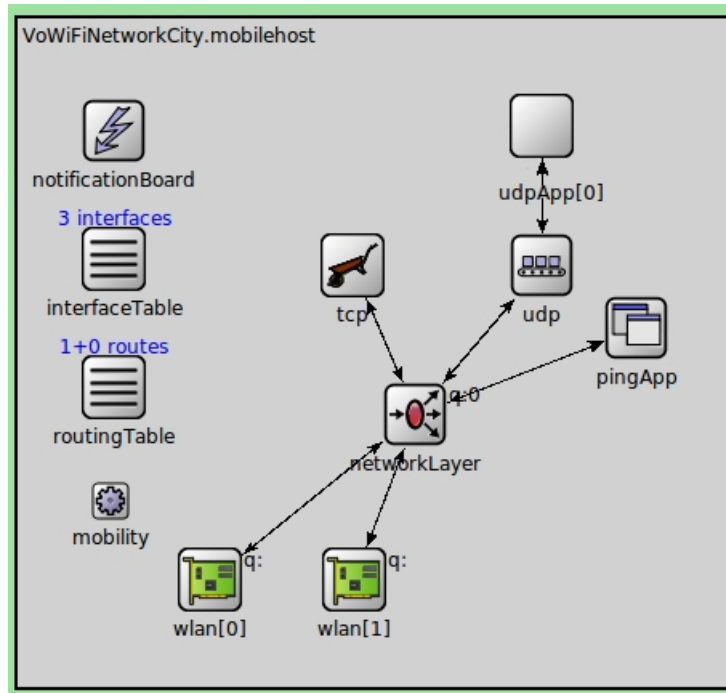 VoWiFiNetworkCity.mobilehost
notificationBoard
udpApp[0]
3 interfaces
interfaceTable
tcp
udp
1+0 routes
pingApp
q:0
routingTable
networkLayer
mobility
q:
q:
wlan[0]
wlan[1]